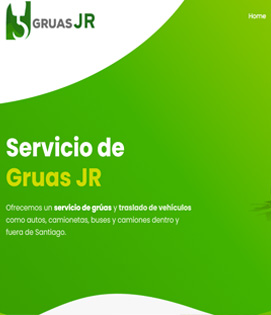 GRUAS JR
Home
Servicio de
Gruas JR
Ofrecemos un servicio de grúas y traslado de vehículos
como autos, camionetas, buses y camiones dentro y
fuera de Santiago.